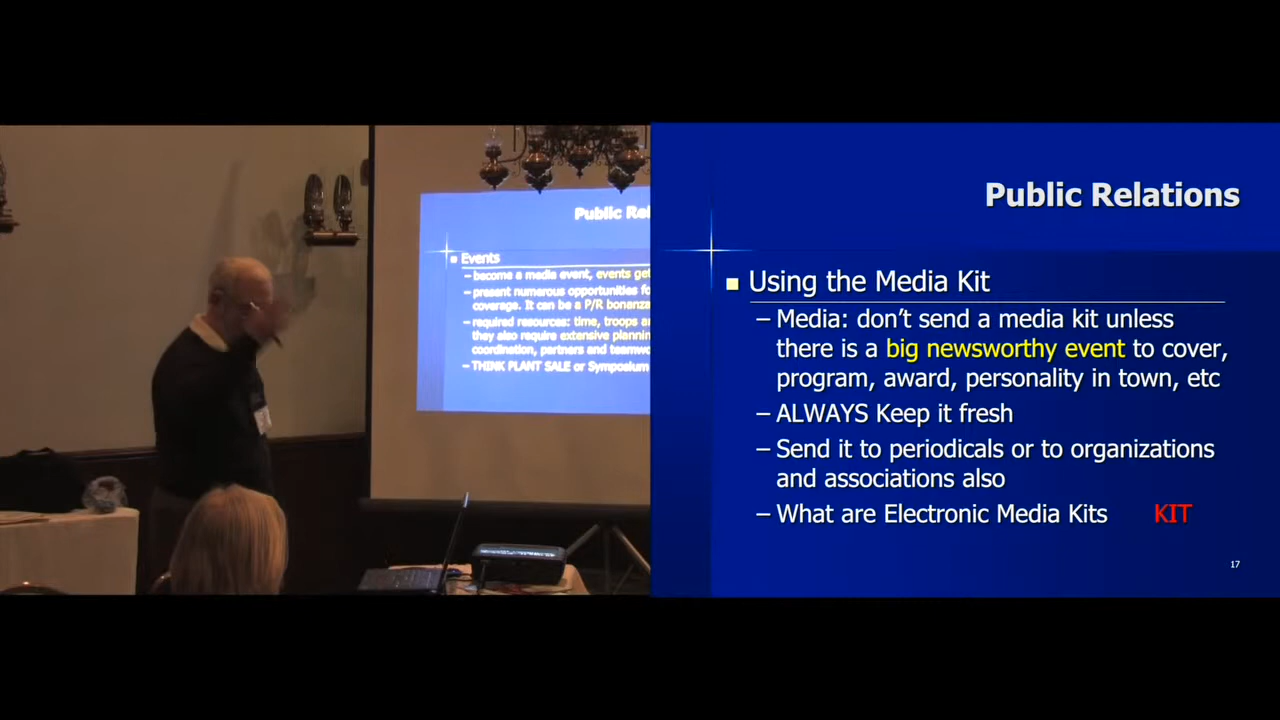 Public Rel
Events
– become a media event, events get
– present numerous opportunities fo
coverage. It can be a P/R bonanza
– required resources: time, troops a
they also require extensive plannin
coordination, partners and teamwo
– THINK PLANT SALE or Symposium
Public Relations
Using the Media Kit
– Media: don't send a media kit unless
there is a big newsworthy event to cover,
program, award, personality in town, etc
– ALWAYS Keep it fresh
– Send it to periodicals or to organizations
and associations also
– What are Electronic Media Kits KIT
17